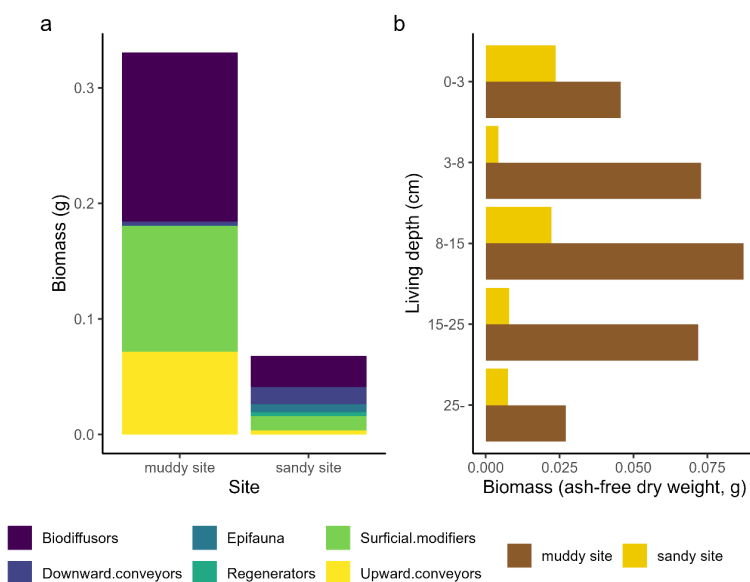 a
Biomass (g)
0.3
0.2
0.1
0.0
muddy site sandy site
Site
b
Living depth (cm)
0-3
3-8
8-15
15-25
25-
0.000 0.025 0.050 0.075
Biomass (ash-free dry weight, g)
Biodiffusors Epifauna Surficial.modifiers
Downward.conveyors Regenerators Upward.conveyors
muddy site sandy site